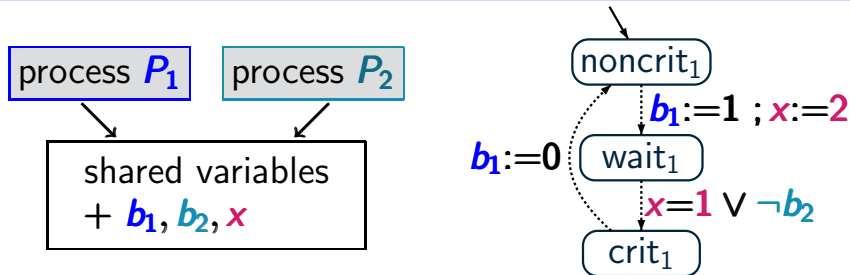 process P₁
process P₂
shared variables
+ b₁, b₂, x
noncrit₁
b₁:=1 ; x:=2
b₁:=0
wait₁
x=1 ∨ ¬b₂
crit₁